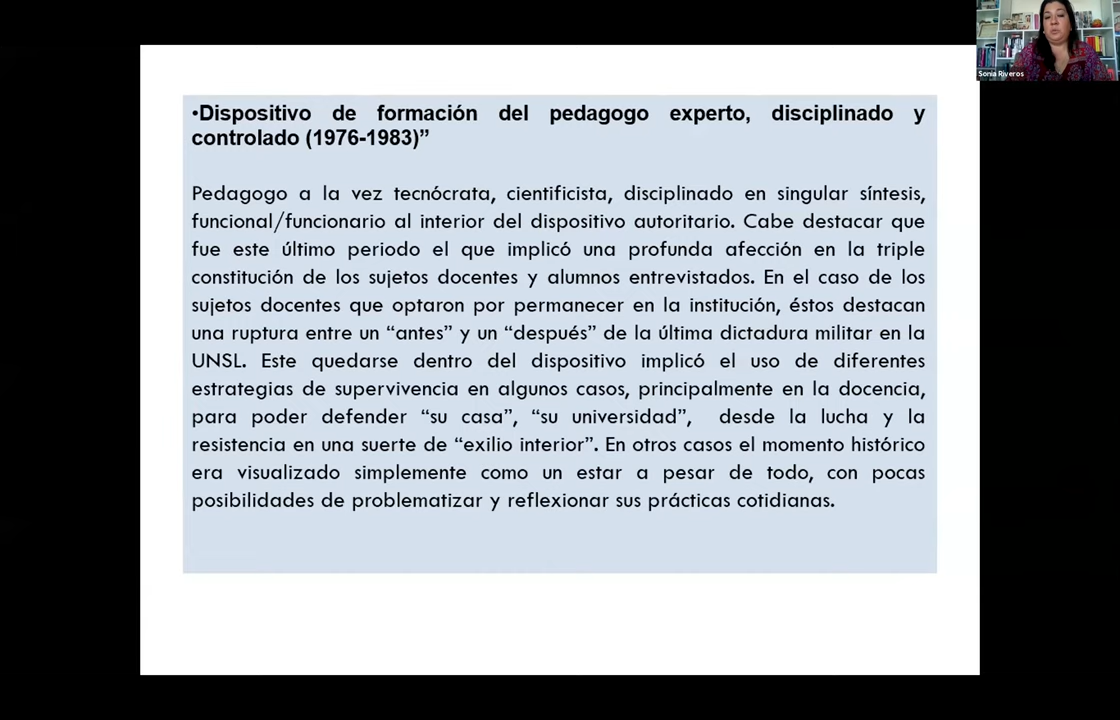 •Dispositivo de formación del pedagogo experto, disciplinado y
controlado (1976-1983)”
Pedagogo a la vez tecnócrata, cientificista, disciplinado en singular síntesis,
funcional/funcionario al interior del dispositivo autoritario. Cabe destacar que
fue este último periodo el que implicó una profunda afección en la triple
constitución de los sujetos docentes y alumnos entrevistados. En el caso de los
sujetos docentes que optaron por permanecer en la institución, éstos destacan
una ruptura entre un “antes” y un “después” de la última dictadura militar en la
UNSL. Este quedarse dentro del dispositivo implicó el uso de diferentes
estrategias de supervivencia en algunos casos, principalmente en la docencia,
para poder defender “su casa”, “su universidad”, desde la lucha y la
resistencia en una suerte de “exilio interior”. En otros casos el momento histórico
era visualizado simplemente como un estar a pesar de todo, con pocas
posibilidades de problematizar y reflexionar sus prácticas cotidianas.
Sonia Riveros